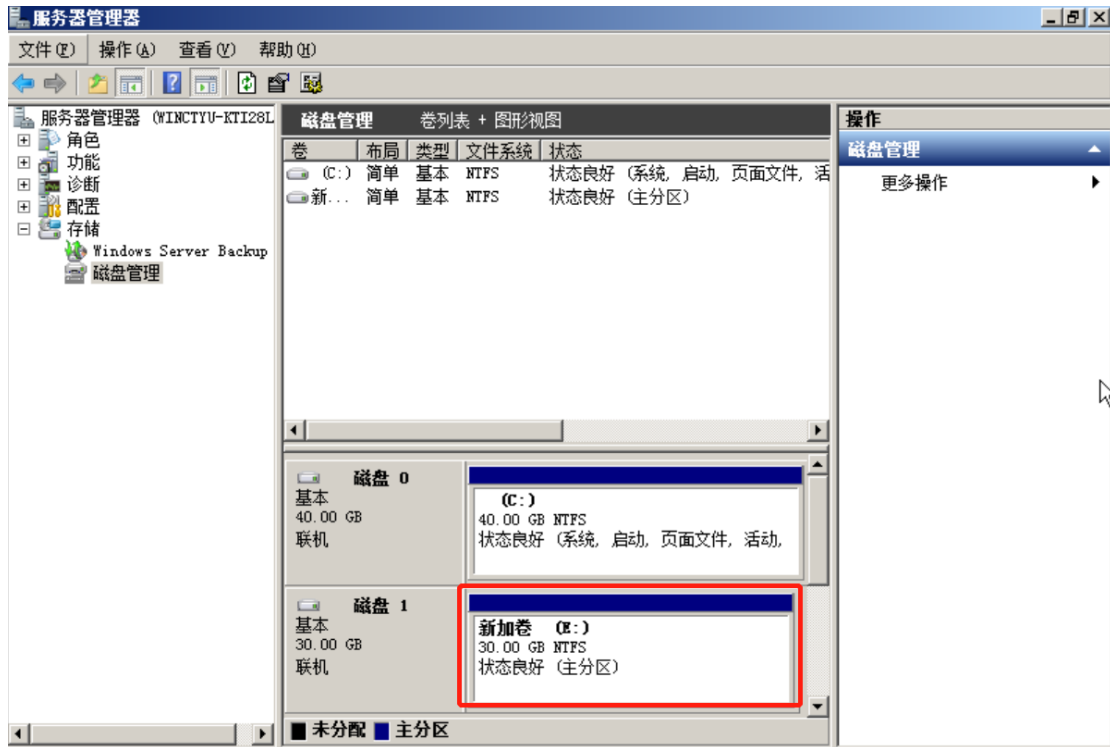 服务器管理器
文件(F) 操作(A) 查看(V) 帮助(H)
服务器管理器 (WINCTYU-KTI28L
角色
功能
诊断
配置
存储
Windows Server Backup
磁盘管理
磁盘管理 卷列表 + 图形视图
卷 布局 类型 文件系统 状态
(C:) 简单 基本 NTFS 状态良好 (系统, 启动, 页面文件, 活
新... 简单 基本 NTFS 状态良好 (主分区)
磁盘 0
基本
40.00 GB
联机
(C:)
40.00 GB NTFS
状态良好 (系统, 启动, 页面文件, 活动,
磁盘 1
基本
30.00 GB
联机
新加卷 (E:)
30.00 GB NTFS
状态良好 (主分区)
未分配 主分区
操作
磁盘管理
更多操作